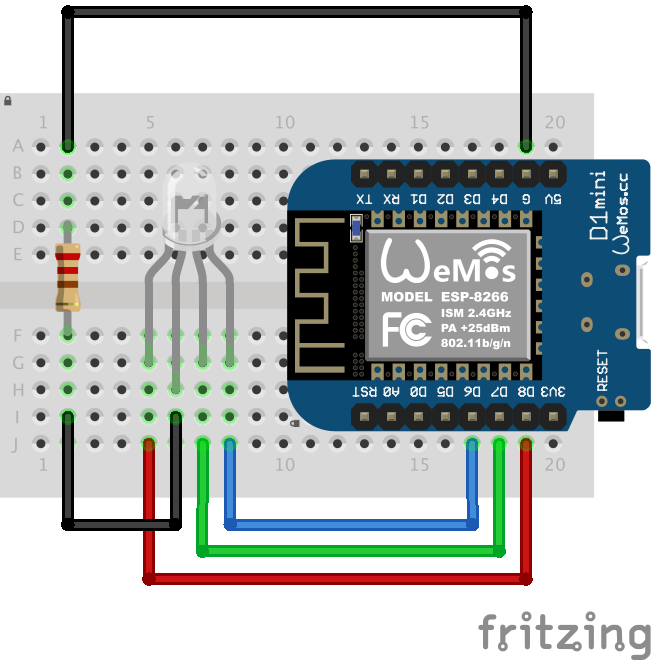 1 5 10 15 20
A
B
C
D
E
F
G
H
I
J
1 5 10 15 20
TX RX D1 D2 D3 D4 G 5V
D1 mini
WeMos.cc
WeMos
MODEL ESP-8266
ISM 2.4GHz
PA +25dBm
802.11b/g/n
FC
RST A0 D0 D5 D6 D7 D8 3V3
RESET
fritzing